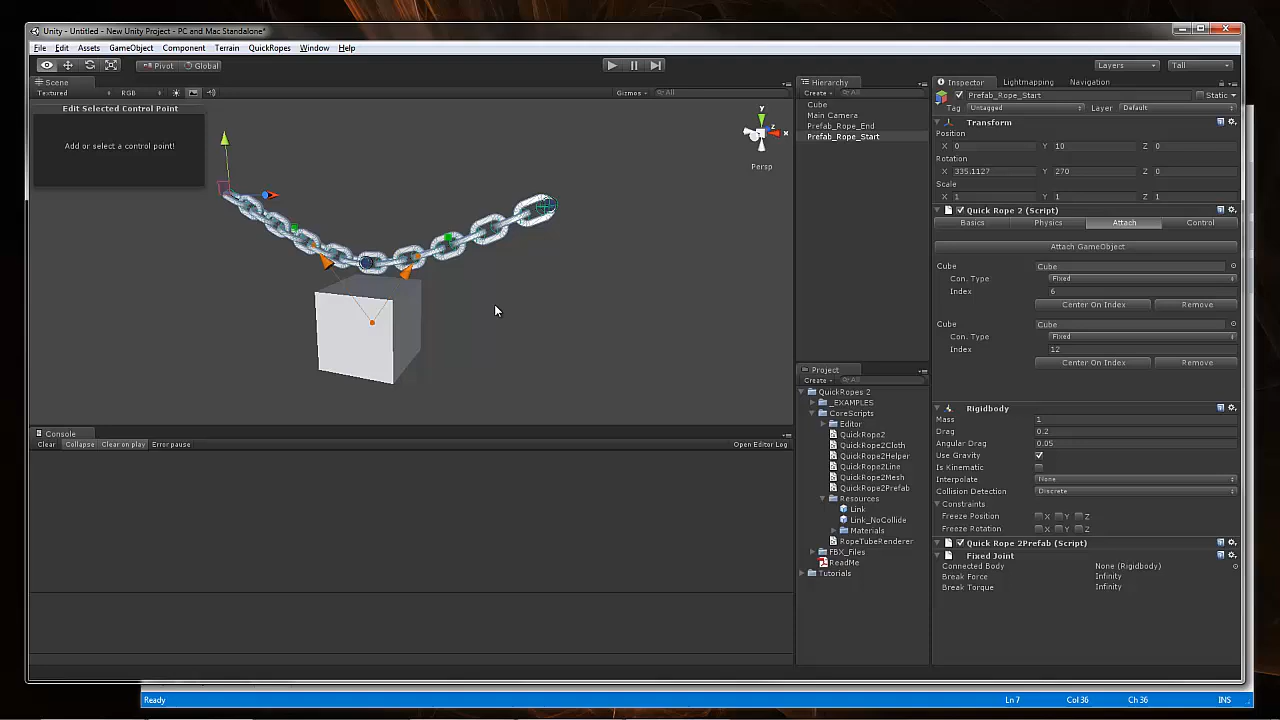 Unity - Untitled - New Unity Project - PC and Mac Standalone*
File Edit Assets GameObject Component Terrain QuickRopes Window Help
Pivot Global Layers Tall
Scene
Textured RGB Gizmos All
Edit Selected Control Point
Add or select a control point!
y
z
x
Persp
Hierarchy
Create All
Cube
Main Camera
Prefab_Rope_End
Prefab_Rope_Start
Project
Create All
QuickRopes 2
_EXAMPLES
CoreScripts
Editor
QuickRope2
QuickRope2Cloth
QuickRope2Helper
QuickRope2Line
QuickRope2Mesh
QuickRope2Prefab
Resources
Link
Link_NoCollide
Materials
RopeTubeRenderer
FBX_Files
ReadMe
Tutorials
Console
Clear Collapse Clear on play Error pause Open Editor Log
Inspector Lightmapping Navigation
Prefab_Rope_Start Static
Tag Untagged Layer Default
Transform
Position
X 0 Y 10 Z 0
Rotation
X 335.1127 Y 270 Z 0
Scale
X 1 Y 1 Z 1
Quick Rope 2 (Script)
Basics Physics Attach Control
Attach GameObject
Cube Cube
Con. Type Fixed
Index 6
Center On Index Remove
Cube Cube
Con. Type Fixed
Index 12
Center On Index Remove
Rigidbody
Mass 1
Drag 0.2
Angular Drag 0.05
Use Gravity
Is Kinematic
Interpolate None
Collision Detection Discrete
Constraints
Freeze Position X Y Z
Freeze Rotation X Y Z
Quick Rope 2Prefab (Script)
Fixed Joint
Connected Body None (Rigidbody)
Break Force Infinity
Break Torque Infinity
Ready Ln 7 Col 36 Ch 36 INS